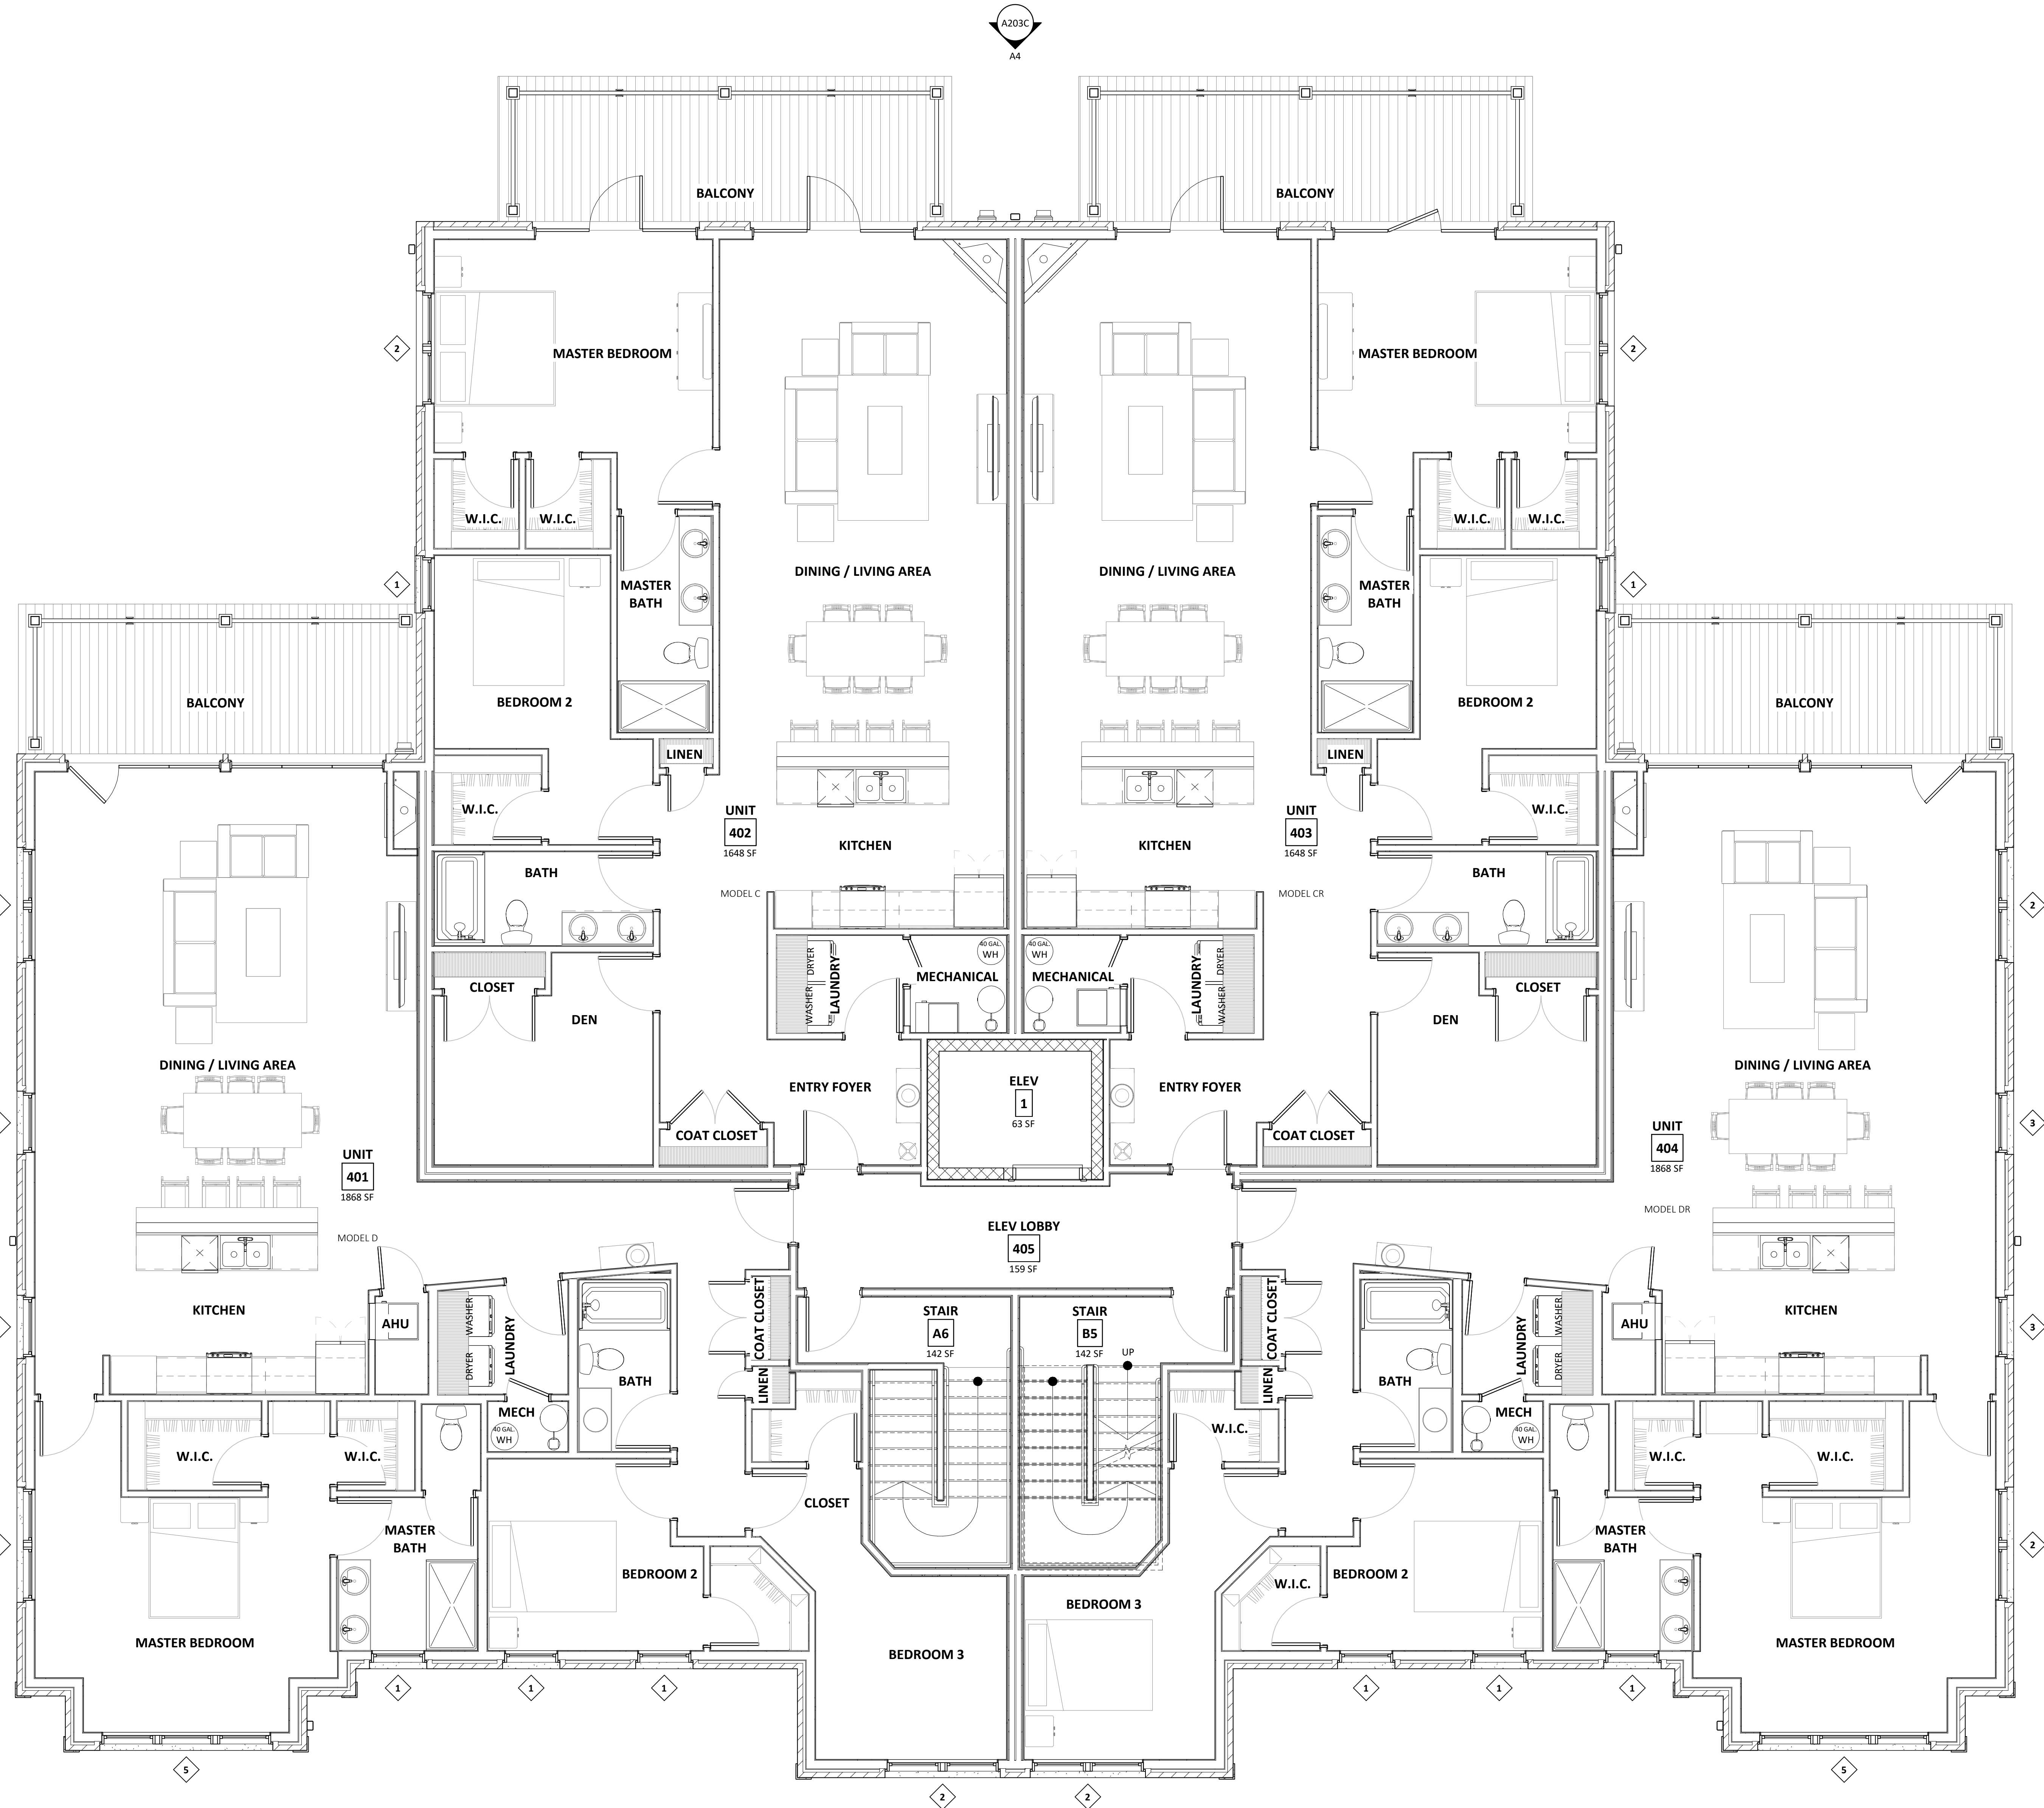 A203C
A4
BALCONY
BALCONY
2
MASTER BEDROOM
MASTER BEDROOM
2
W.I.C.
W.I.C.
W.I.C.
W.I.C.
1
MASTER
BATH
DINING / LIVING AREA
DINING / LIVING AREA
MASTER
BATH
1
BALCONY
BEDROOM 2
BEDROOM 2
BALCONY
LINEN
LINEN
W.I.C.
UNIT
402
1648 SF
UNIT
403
1648 SF
W.I.C.
KITCHEN
KITCHEN
BATH
MODEL C
MODEL CR
BATH
2
CLOSET
DEN
WASHER
DRYER
LAUNDRY
MECHANICAL
40 GAL.
WH
40 GAL.
WH
MECHANICAL
LAUNDRY
WASHER
DRYER
DEN
CLOSET
DINING / LIVING AREA
ENTRY FOYER
ELEV
1
63 SF
ENTRY FOYER
DINING / LIVING AREA
COAT CLOSET
COAT CLOSET
3
UNIT
401
1868 SF
UNIT
404
1868 SF
MODEL D
ELEV LOBBY
405
159 SF
MODEL DR
KITCHEN
AHU
WASHER
DRYER
LAUNDRY
COAT CLOSET
STAIR
A6
142 SF
STAIR
B5
142 SF
UP
COAT CLOSET
LAUNDRY
WASHER
DRYER
AHU
KITCHEN
3
BATH
LINEN
LINEN
BATH
W.I.C.
W.I.C.
MECH
40 GAL.
WH
W.I.C.
MECH
40 GAL.
WH
W.I.C.
W.I.C.
MASTER
BATH
CLOSET
MASTER
BATH
2
BEDROOM 2
W.I.C.
BEDROOM 2
BEDROOM 3
MASTER BEDROOM
BEDROOM 3
MASTER BEDROOM
1
1
1
1
1
1
5
2
2
5